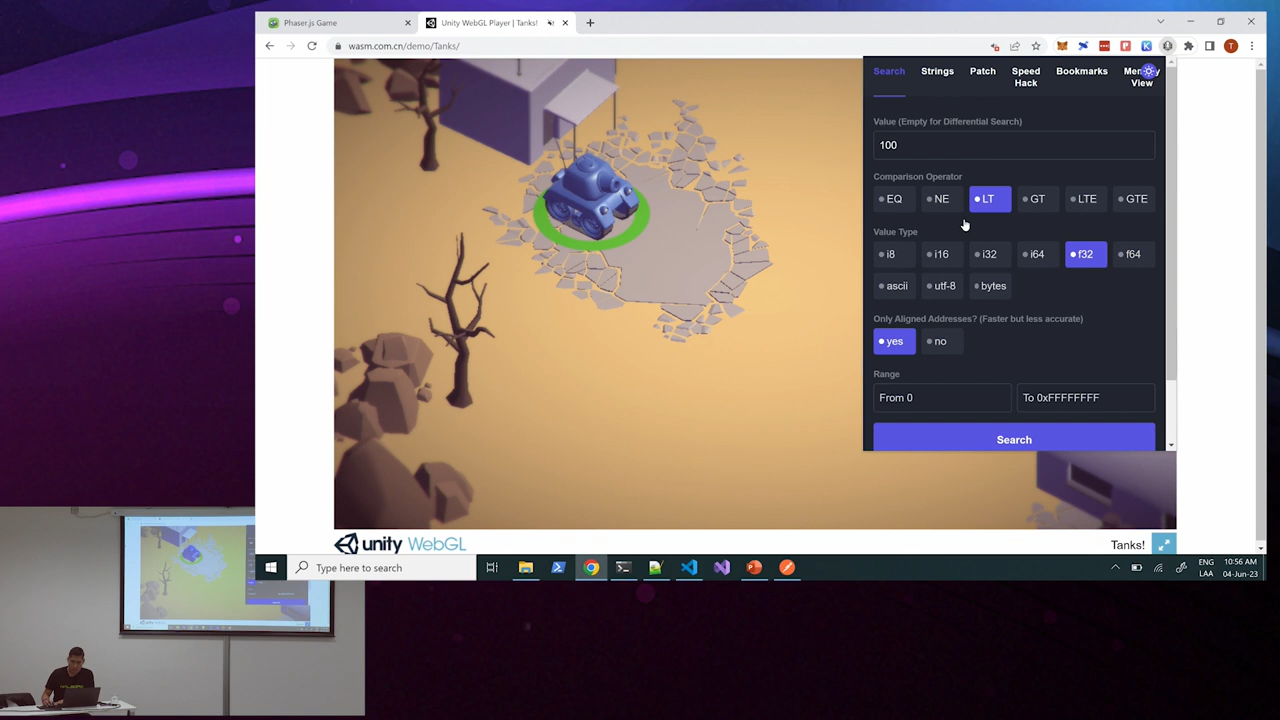 Phaser.js Game
Unity WebGL Player | Tanks!
wasm.com.cn/demo/Tanks/
Search
Strings
Patch
Speed Hack
Bookmarks
View
Value (Empty for Differential Search)
100
Comparison Operator
EQ NE LT GT LTE GTE
Value Type
i8 i16 i32 i64 f32 f64
ascii utf-8 bytes
Only Aligned Addresses? (Faster but less accurate)
yes no
Range
From 0 To 0xFFFFFFFF
Search
unity WebGL
Tanks!
Type here to search
ENG 10:56 AM
LAA 04-Jun-23